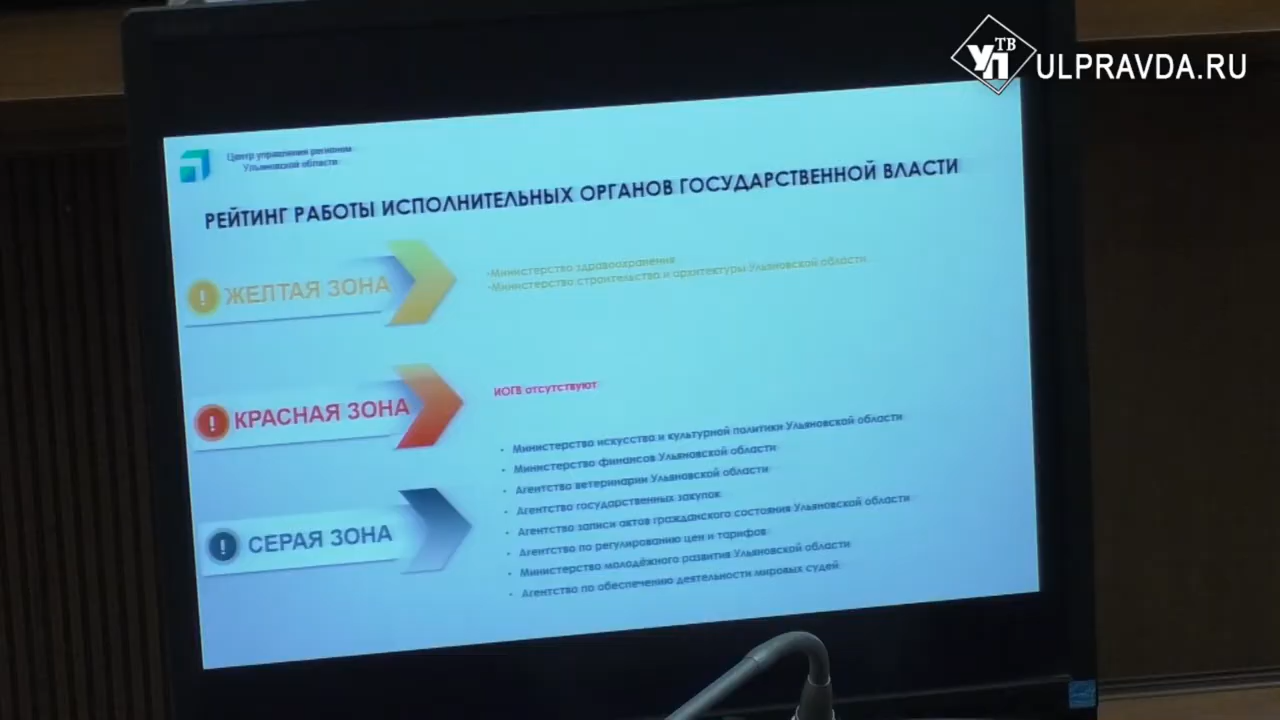 УП ТВ
ULPRAVDA.RU
Центр управления регионом
Ульяновской области
РЕЙТИНГ РАБОТЫ ИСПОЛНИТЕЛЬНЫХ ОРГАНОВ ГОСУДАРСТВЕННОЙ ВЛАСТИ
! ЖЕЛТАЯ ЗОНА
•Министерство здравоохранения
•Министерство строительства и архитектуры Ульяновской области
! КРАСНАЯ ЗОНА
ИОГВ отсутствуют
! СЕРАЯ ЗОНА
• Министерство искусства и культурной политики Ульяновской области
• Министерство финансов Ульяновской области
• Агентство ветеринарии Ульяновской области
• Агентство государственных закупок
• Агентство записи актов гражданского состояния Ульяновской области
• Агентство по регулированию цен и тарифов
• Министерство молодёжного развития Ульяновской области
• Агентство по обеспечению деятельности мировых судей